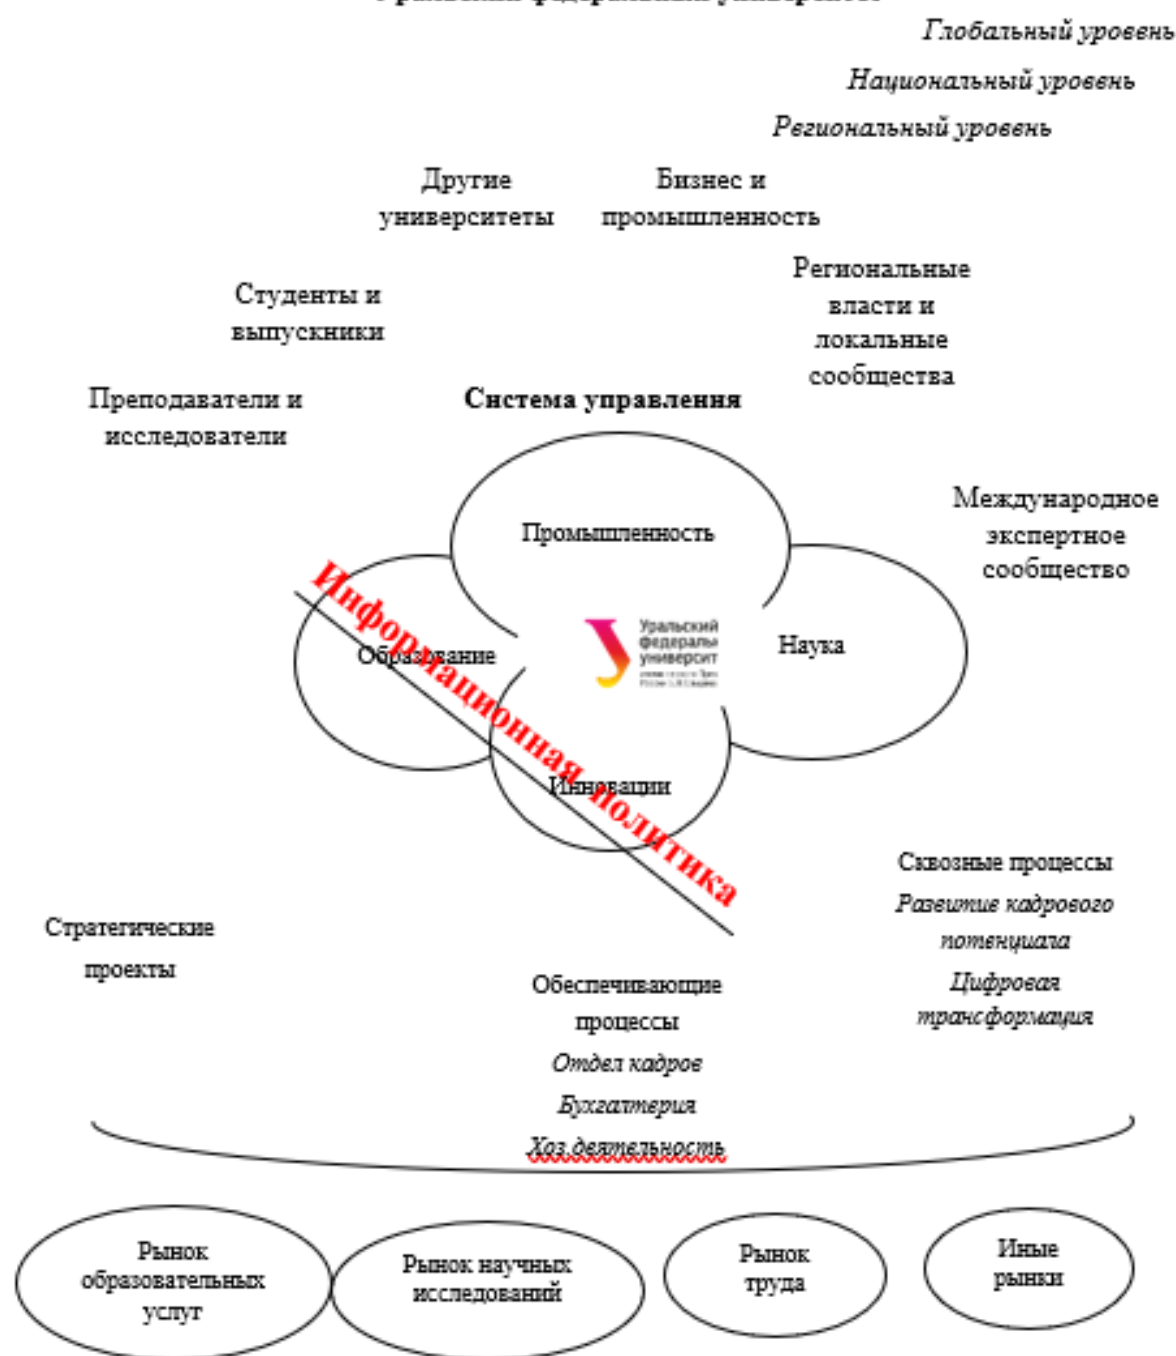 Глобальный уровень
Национальный уровень
Региональный уровень
Другие
университеты
Бизнес и
промышленность
Региональные
власти и
локальные
сообщества
Студенты и
выпускники
Преподаватели и
исследователи
Система управления
Международное
экспертное
сообщество
Промышленность
Информационная политика
Образование
Уральский
федеральн
университ
Наука
Инновации
Сквозные процессы
Развитие кадрового
потенциала
Цифровая
трансформация
Стратегические
проекты
Обеспечивающие
процессы
Отдел кадров
Бухгалтерия
Хоз.деятельность
Рынок
образовательных
услуг
Рынок научных
исследований
Рынок
труда
Иные
рынки